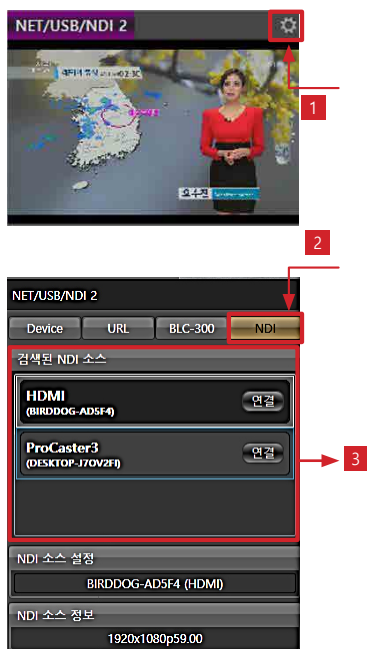 NET/USB/NDI 2
02:30
1
2
NET/USB/NDI 2
Device URL BLC-300 NDI
검색된 NDI 소스
HDMI 연결
(BIRDDOG-AD5F4)
ProCaster3 연결
(DESKTOP-J7OV2FI)
3
NDI 소스 설정
BIRDDOG-AD5F4 (HDMI)
NDI 소스 정보
1920x1080p59.00